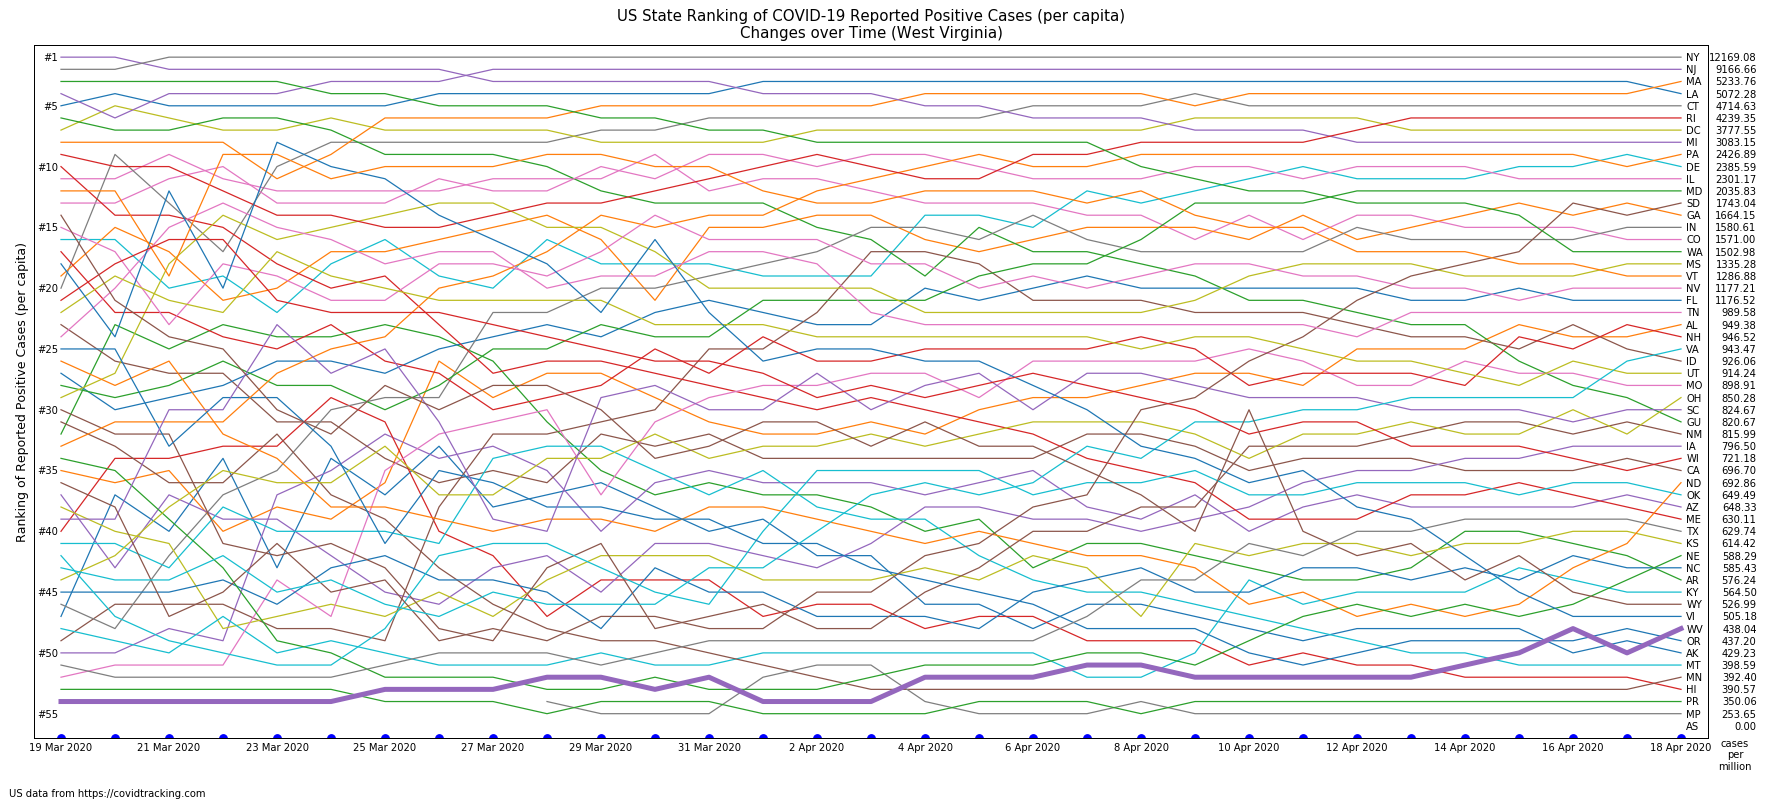 US State Ranking of COVID-19 Reported Positive Cases (per capita)
Changes over Time (West Virginia)
Ranking of Reported Positive Cases (per capita)
#1
#5
#10
#15
#20
#25
#30
#35
#40
#45
#50
#55
NY 12169.08
NJ 9166.66
MA 5233.76
LA 5072.28
CT 4714.63
RI 4239.35
DC 3777.55
MI 3083.15
PA 2426.89
DE 2385.59
IL 2301.17
MD 2035.83
SD 1743.04
GA 1664.15
IN 1580.61
CO 1571.00
WA 1502.98
MS 1335.28
VT 1286.88
NV 1177.21
FL 1176.52
TN 989.58
AL 949.38
NH 946.52
VA 943.47
ID 926.06
UT 914.24
MO 898.91
OH 850.28
SC 824.67
GU 820.67
NM 815.99
IA 796.50
WI 721.18
CA 696.70
ND 692.86
OK 649.49
AZ 648.33
ME 630.11
TX 629.74
KS 614.42
NE 588.29
NC 585.43
AR 576.24
KY 564.50
WY 526.99
VI 505.18
WV 438.04
OR 437.20
AK 429.23
MT 398.59
MN 392.40
HI 390.57
PR 350.06
MP 253.65
AS 0.00
19 Mar 2020 21 Mar 2020 23 Mar 2020 25 Mar 2020 27 Mar 2020 29 Mar 2020 31 Mar 2020 2 Apr 2020 4 Apr 2020 6 Apr 2020 8 Apr 2020 10 Apr 2020 12 Apr 2020 14 Apr 2020 16 Apr 2020 18 Apr 2020
cases
per
million
US data from https://covidtracking.com